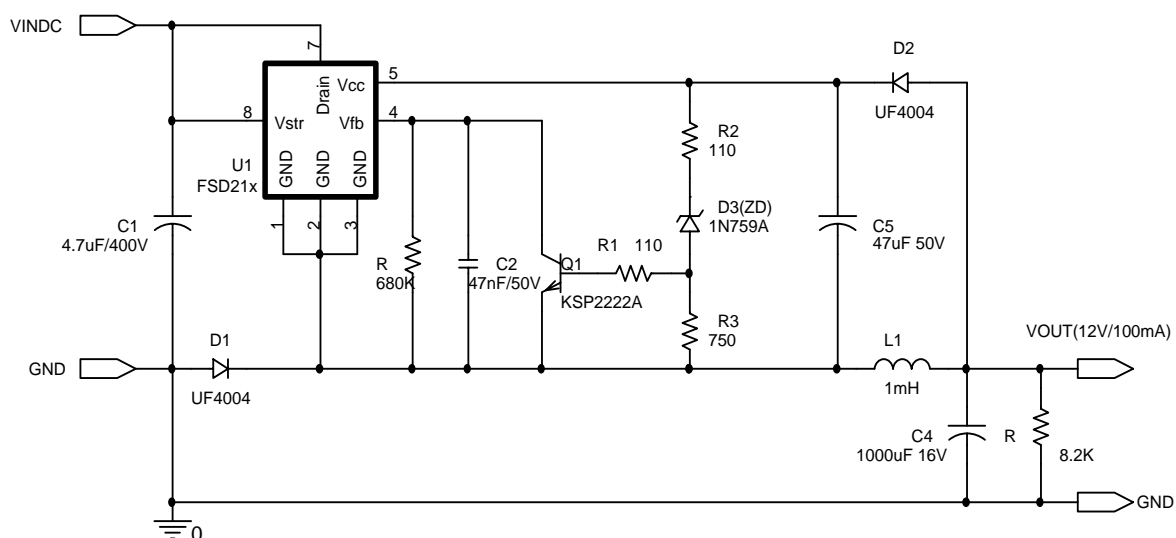 VINDC
7
Drain
Vcc
5
D2
UF4004
8
Vstr
Vfb
4
GND
GND
GND
U1
FSD21x
1
2
3
R2
110
D3(ZD)
1N759A
C1
4.7uF/400V
R
680K
C2
47nF/50V
Q1
KSP2222A
R1 110
C5
47uF 50V
R3
750
VOUT(12V/100mA)
GND
D1
UF4004
L1
1mH
C4
1000uF 16V
R
8.2K
GND
0